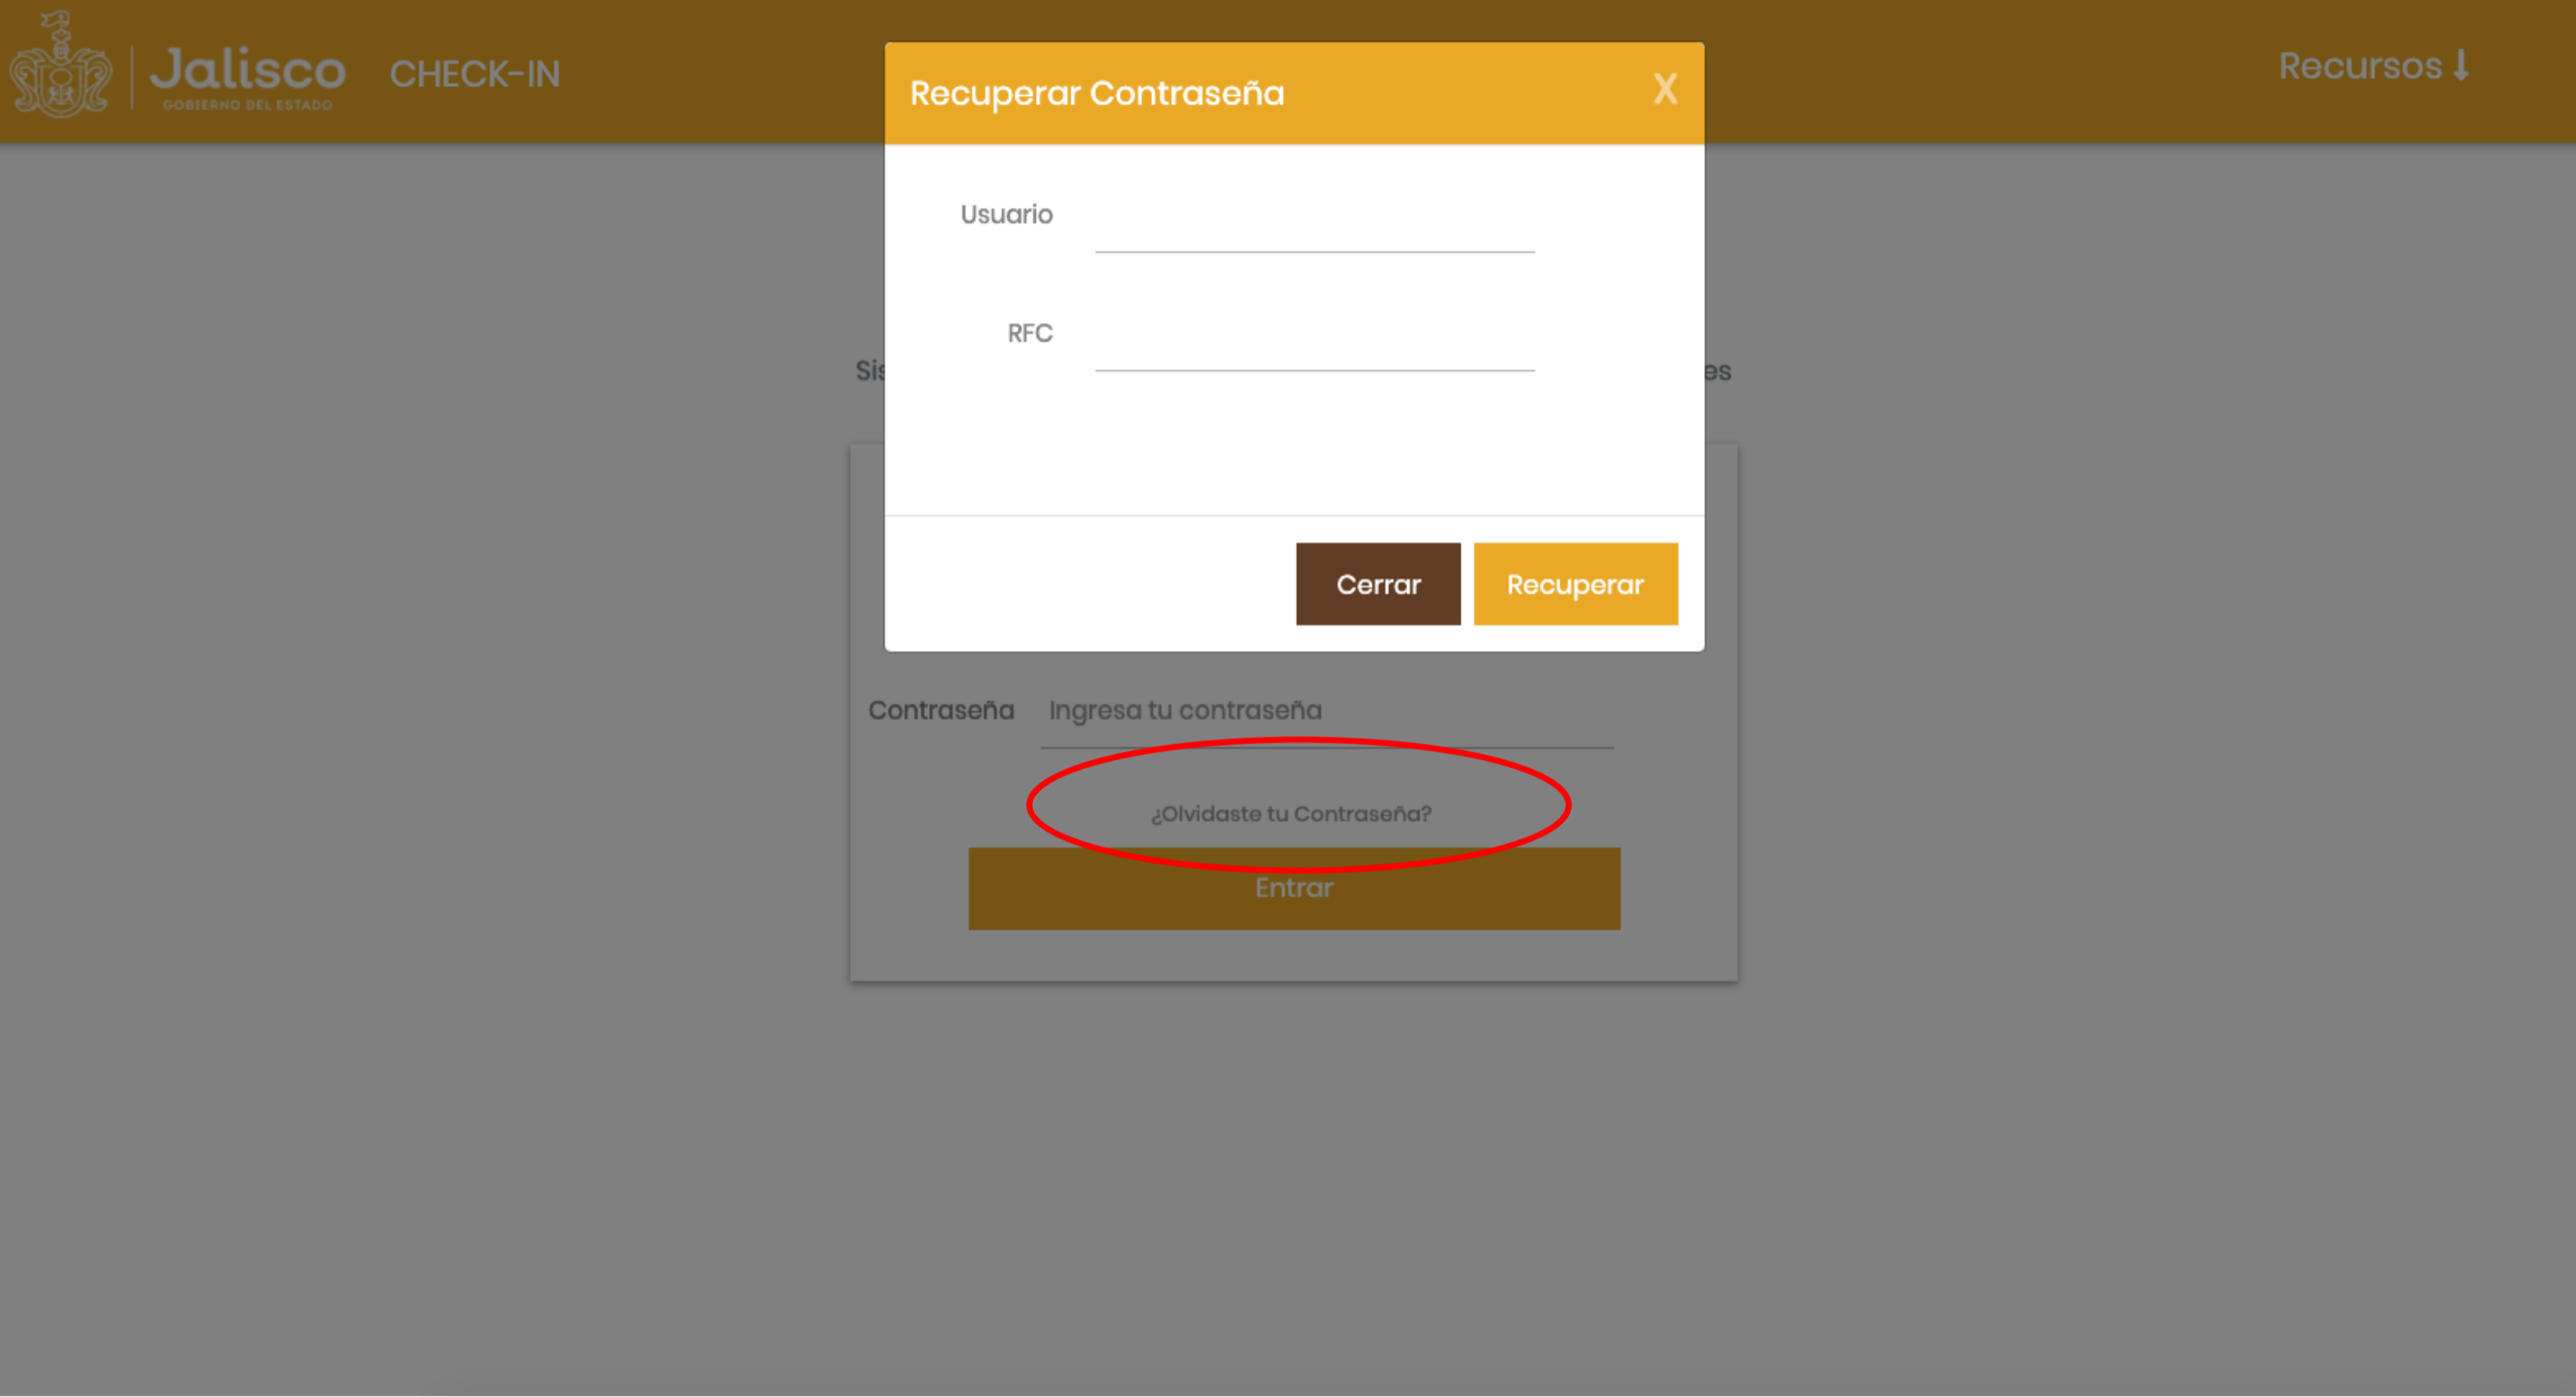 Jalisco
GOBIERNO DEL ESTADO
CHECK-IN
Recursos
Recuperar Contraseña
X
Usuario
RFC
Cerrar
Recuperar
Contraseña Ingresa tu contraseña
¿Olvidaste tu Contraseña?
Entrar